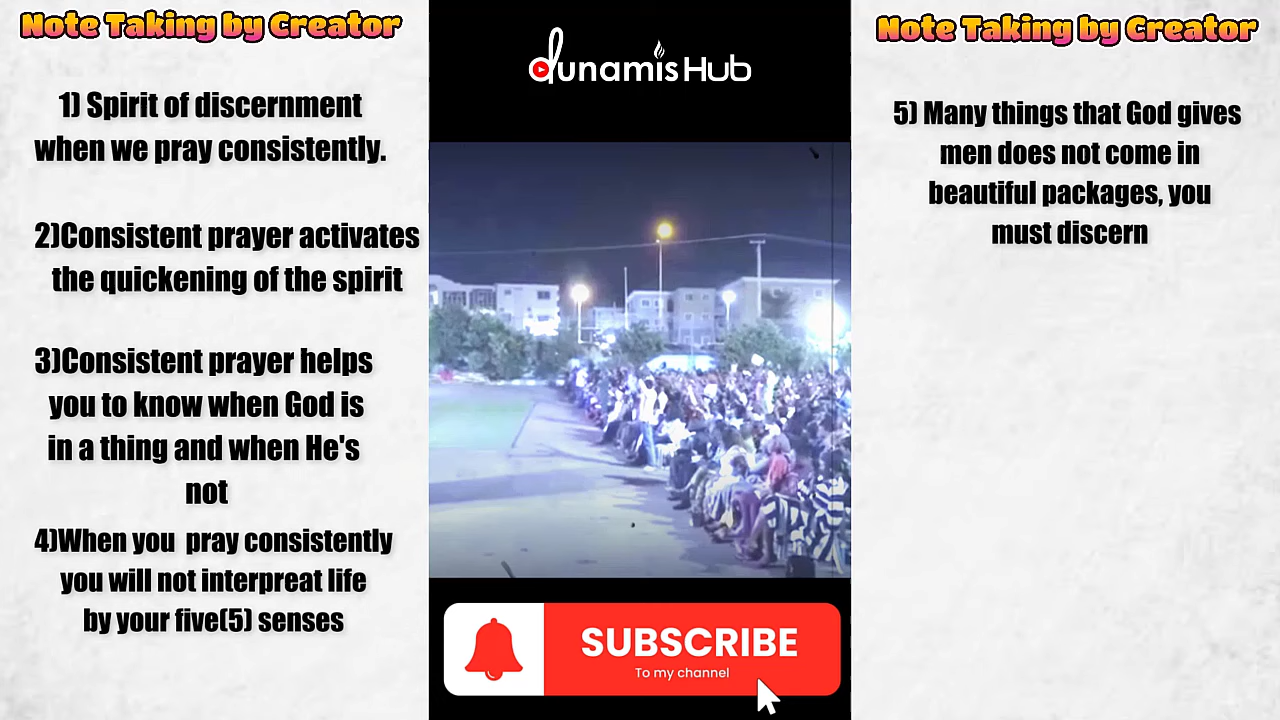 Note Taking by Creator
1) Spirit of discernment
when we pray consistently.
2)Consistent prayer activates
the quickening of the spirit
3)Consistent prayer helps
you to know when God is
in a thing and when He's
not
4)When you pray consistently
you will not interpreat life
by your five(5) senses
dunamis Hub
SUBSCRIBE
To my channel
Note Taking by Creator
5) Many things that God gives
men does not come in
beautiful packages, you
must discern